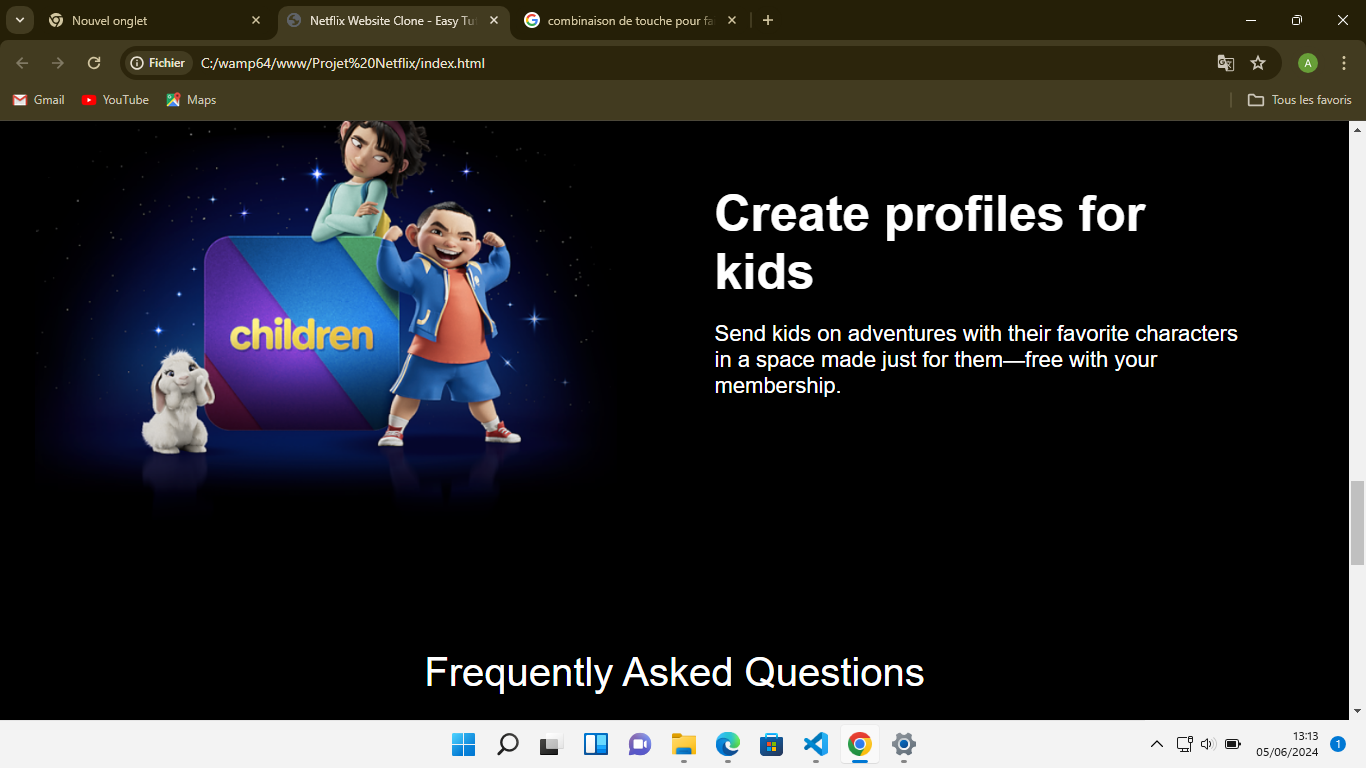 Nouvel onglet
Netflix Website Clone - Easy Tu
combinaison de touche pour fa
Fichier
C:/wamp64/www/Projet%20Netflix/index.html
A
Gmail
YouTube
Maps
Tous les favoris
children
Create profiles for
kids
Send kids on adventures with their favorite characters
in a space made just for them—free with your
membership.
Frequently Asked Questions
13:13
05/06/2024
1